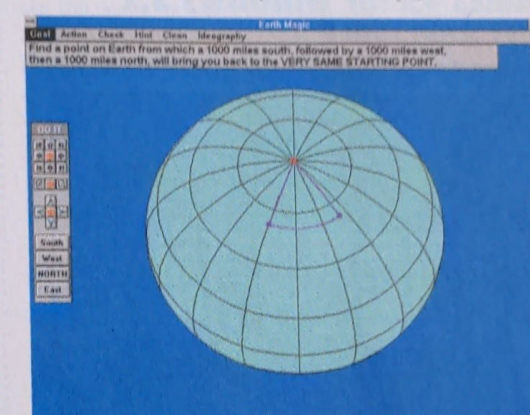 Earth Magic
Goal Action Check Hint Clean Ideography
Find a point on Earth from which a 1000 miles south, followed by a 1000 miles west,
then a 1000 miles north, will bring you back to the VERY SAME STARTING POINT.
DO IT
South
West
NORTH
East